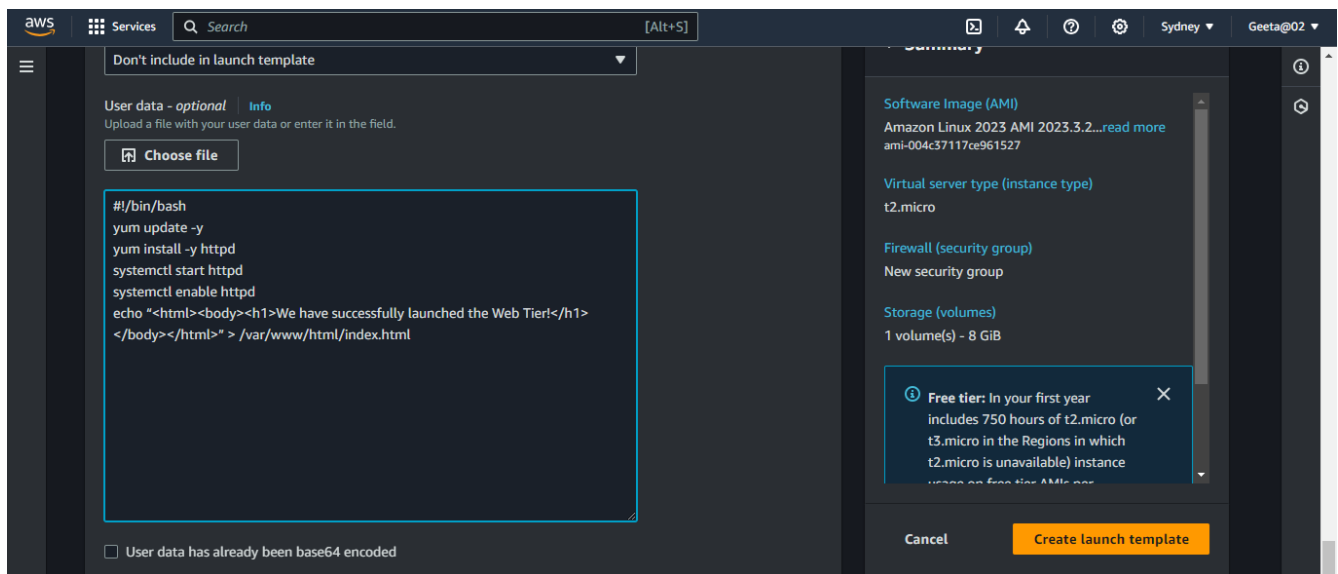 aws
Services
Search
[Alt+S]
Sydney
Geeta@02
Don't include in launch template
User data - optional
Info
Upload a file with your user data or enter it in the field.
Choose file
#!/bin/bash
yum update -y
yum install -y httpd
systemctl start httpd
systemctl enable httpd
echo “<html><body><h1>We have successfully launched the Web Tier!</h1>
</body></html>” > /var/www/html/index.html
User data has already been base64 encoded
Summary
Software Image (AMI)
Amazon Linux 2023 AMI 2023.3.2...read more
ami-004c37117ce961527
Virtual server type (instance type)
t2.micro
Firewall (security group)
New security group
Storage (volumes)
1 volume(s) - 8 GiB
Free tier: In your first year
includes 750 hours of t2.micro (or
t3.micro in the Regions in which
t2.micro is unavailable) instance
usage on free tier AMIs per
Cancel
Create launch template